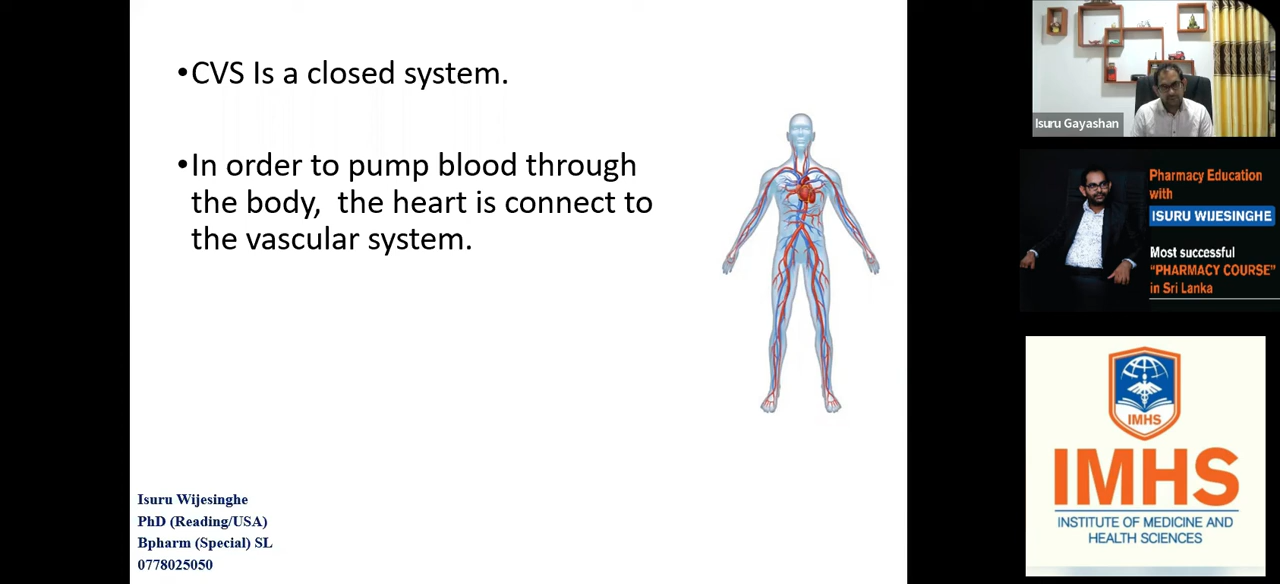 •CVS Is a closed system.
•In order to pump blood through
the body,  the heart is connect to
the vascular system.
Isuru Wijesinghe
PhD (Reading/USA)
Bpharm (Special) SL
0778025050
Isuru Gayashan
Pharmacy Education
with
ISURU WIJESINGHE
Most successful
"PHARMACY COURSE"
in Sri Lanka
IMHS
IMHS
INSTITUTE OF MEDICINE AND
HEALTH SCIENCES